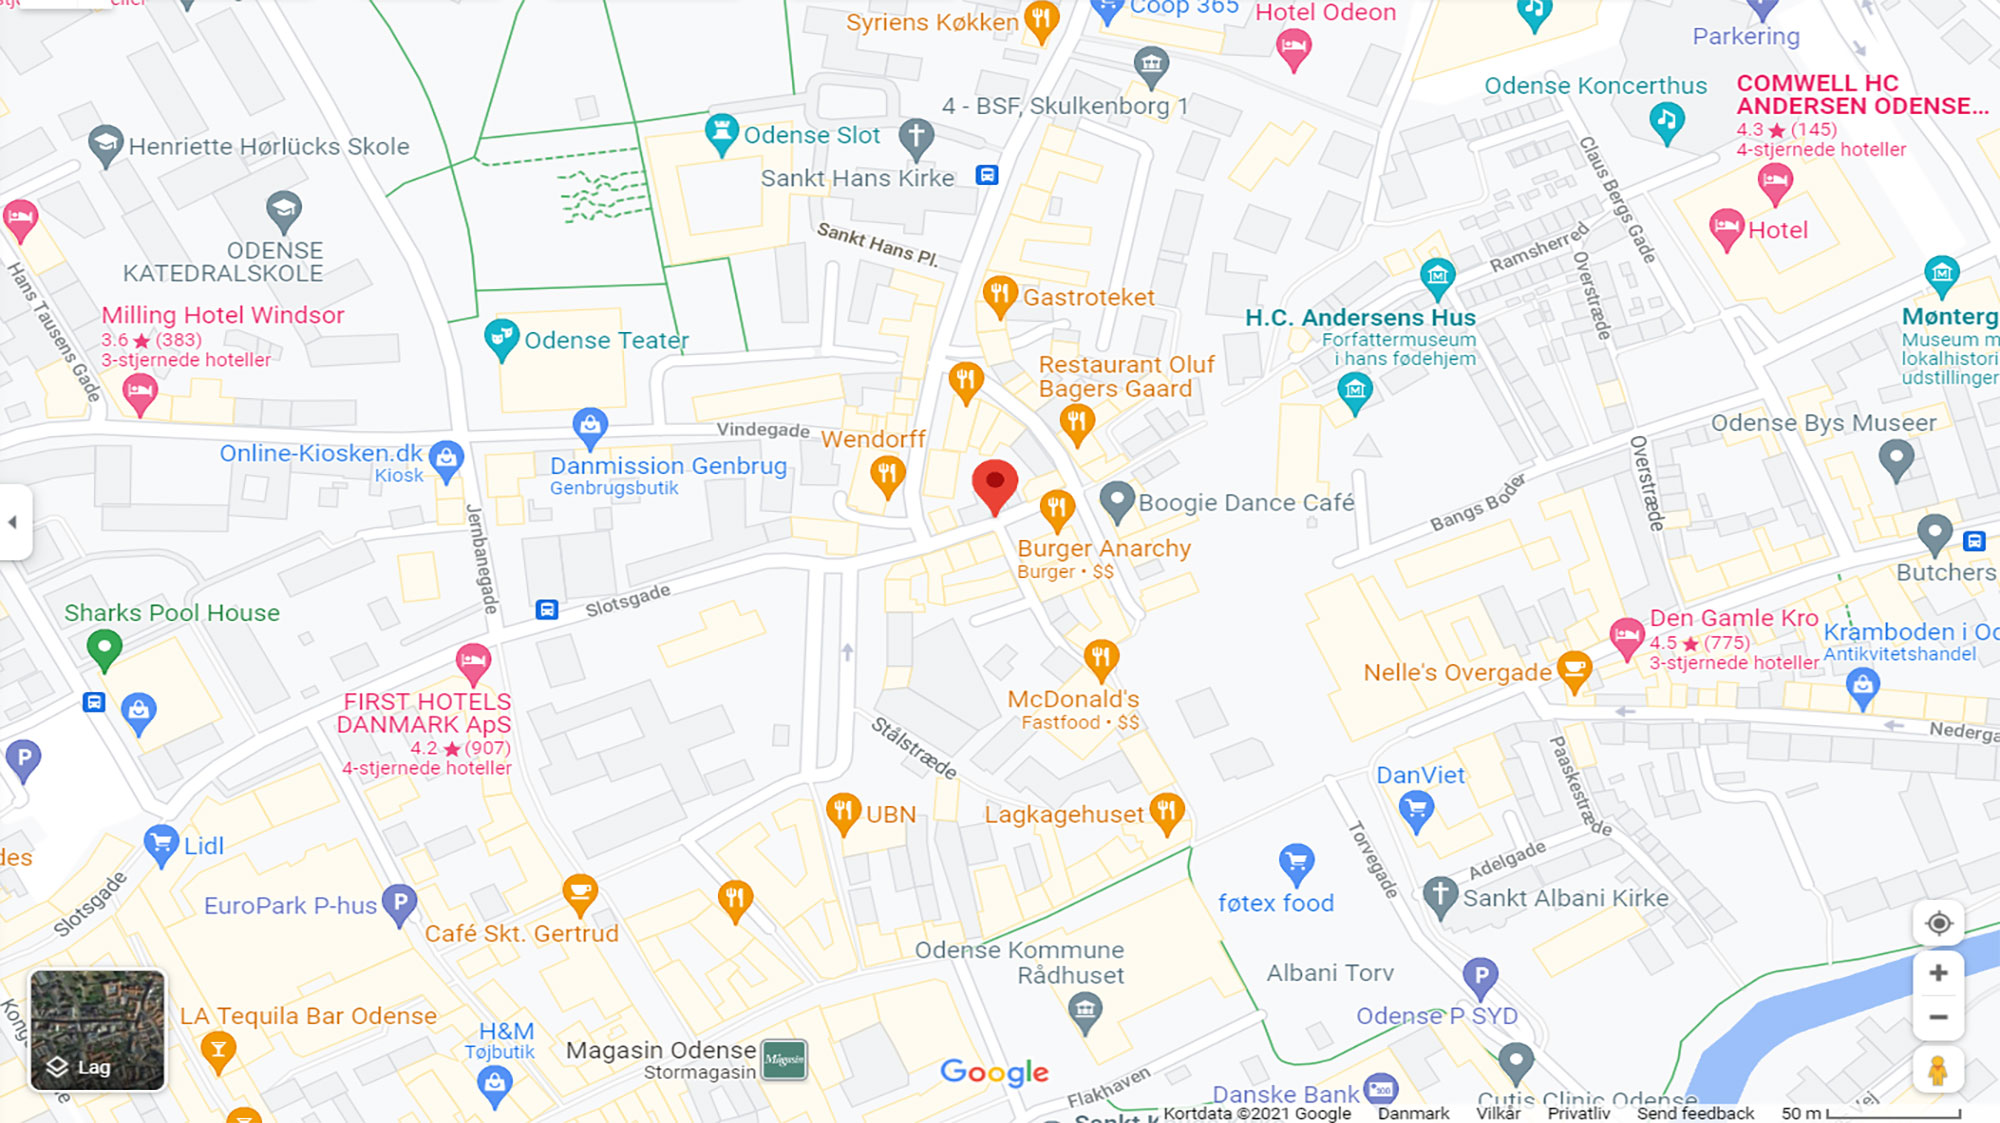 Coop 365
Hotel Odeon
Syriens Køkken
Parkering
Odense Koncerthus
COMWELL HC
ANDERSEN ODENSE...
4.3 ★ (145)
4-stjernede hoteller
4 - BSF, Skulkenborg 1
Odense Slot
Henriette Hørlücks Skole
Sankt Hans Kirke
Claus Bergs Gade
Hotel
Sankt Hans Pl.
Ramsherred
Overstræde
ODENSE
KATEDRALSKOLE
Hans Tausens Gade
Gastroteket
Milling Hotel Windsor
3.6 ★ (383)
3-stjernede hoteller
H.C. Andersens Hus
Forfattermuseum
i hans fødehjem
Mønterg
Museum m
lokalhistori
udstillinger
Odense Teater
Restaurant Oluf
Bagers Gaard
Odense Bys Museer
Vindegade
Wendorff
Online-Kiosken.dk
Kiosk
Danmission Genbrug
Genbrugsbutik
Overstræde
Bangs Boder
Boogie Dance Café
Jernbanegade
Burger Anarchy
Burger • $$
Butchers
Slotsgade
Sharks Pool House
Den Gamle Kro
4.5 ★ (775)
3-stjernede hoteller
Kramboden i Od
Antikvitetshandel
Nelle's Overgade
FIRST HOTELS
DANMARK ApS
4.2 ★ (907)
4-stjernede hoteller
McDonald's
Fastfood • $$
Stålstræde
Nederga
Paaskestræde
DanViet
UBN
Lagkagehuset
Torvegade
Adelgade
Lidl
des
Slotsgade
føtex food
Sankt Albani Kirke
EuroPark P-hus
Café Skt. Gertrud
Odense Kommune
Rådhuset
Albani Torv
Odense P SYD
LA Tequila Bar Odense
H&M
Tøjbutik
Magasin Odense
Stormagasin
Magasin
Google
Lag
Flakhaven
Danske Bank
Cutis Clinic Odense
Kortdata ©2021 Google
Danmark
Vilkår
Privatliv
Send feedback
50 m